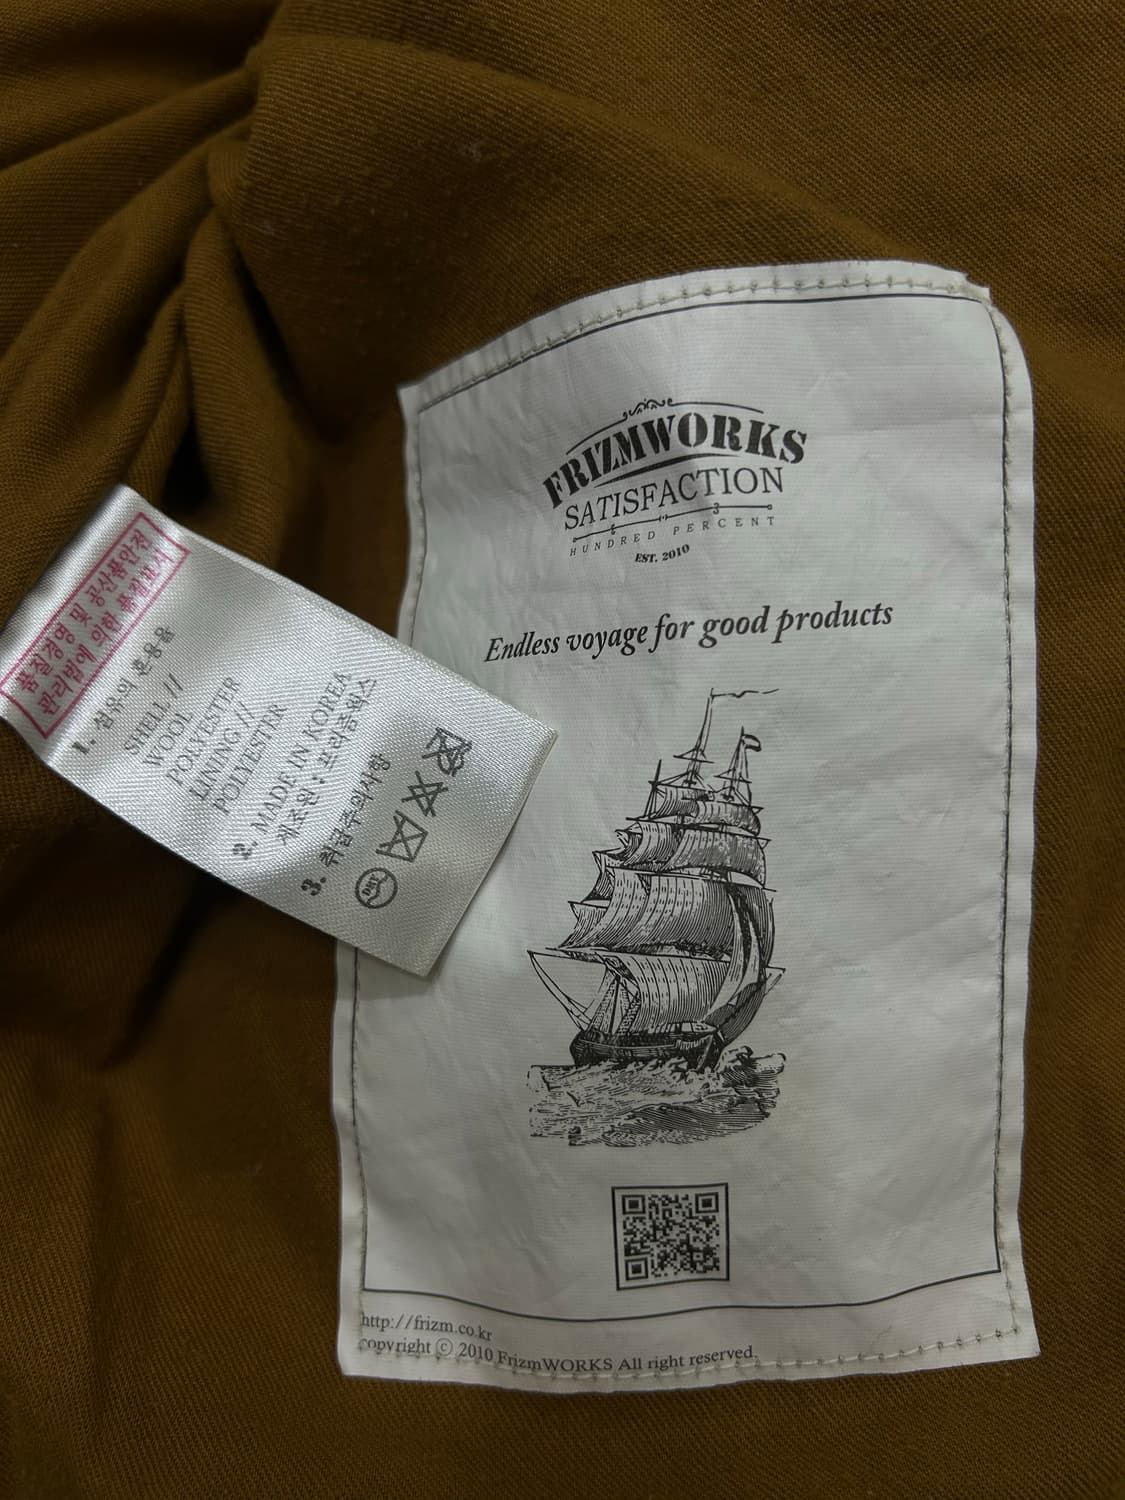 FRIZMWORKS
SATISFACTION
HUNDRED PERCENT
EST. 2010
Endless voyage for good products
http://frizm.co.kr
copyright ⓒ 2010 FrizmWORKS All right reserved.
품질경영 및 공산품안전
관리법에 의한 품질표시
1. 섬유의 혼용율
SHELL //
WOOL
POLYESTER
LINING//
POLYESTER
2. MADE IN KOREA
제조원 : 프리즘웍스
3. 취급주의사항